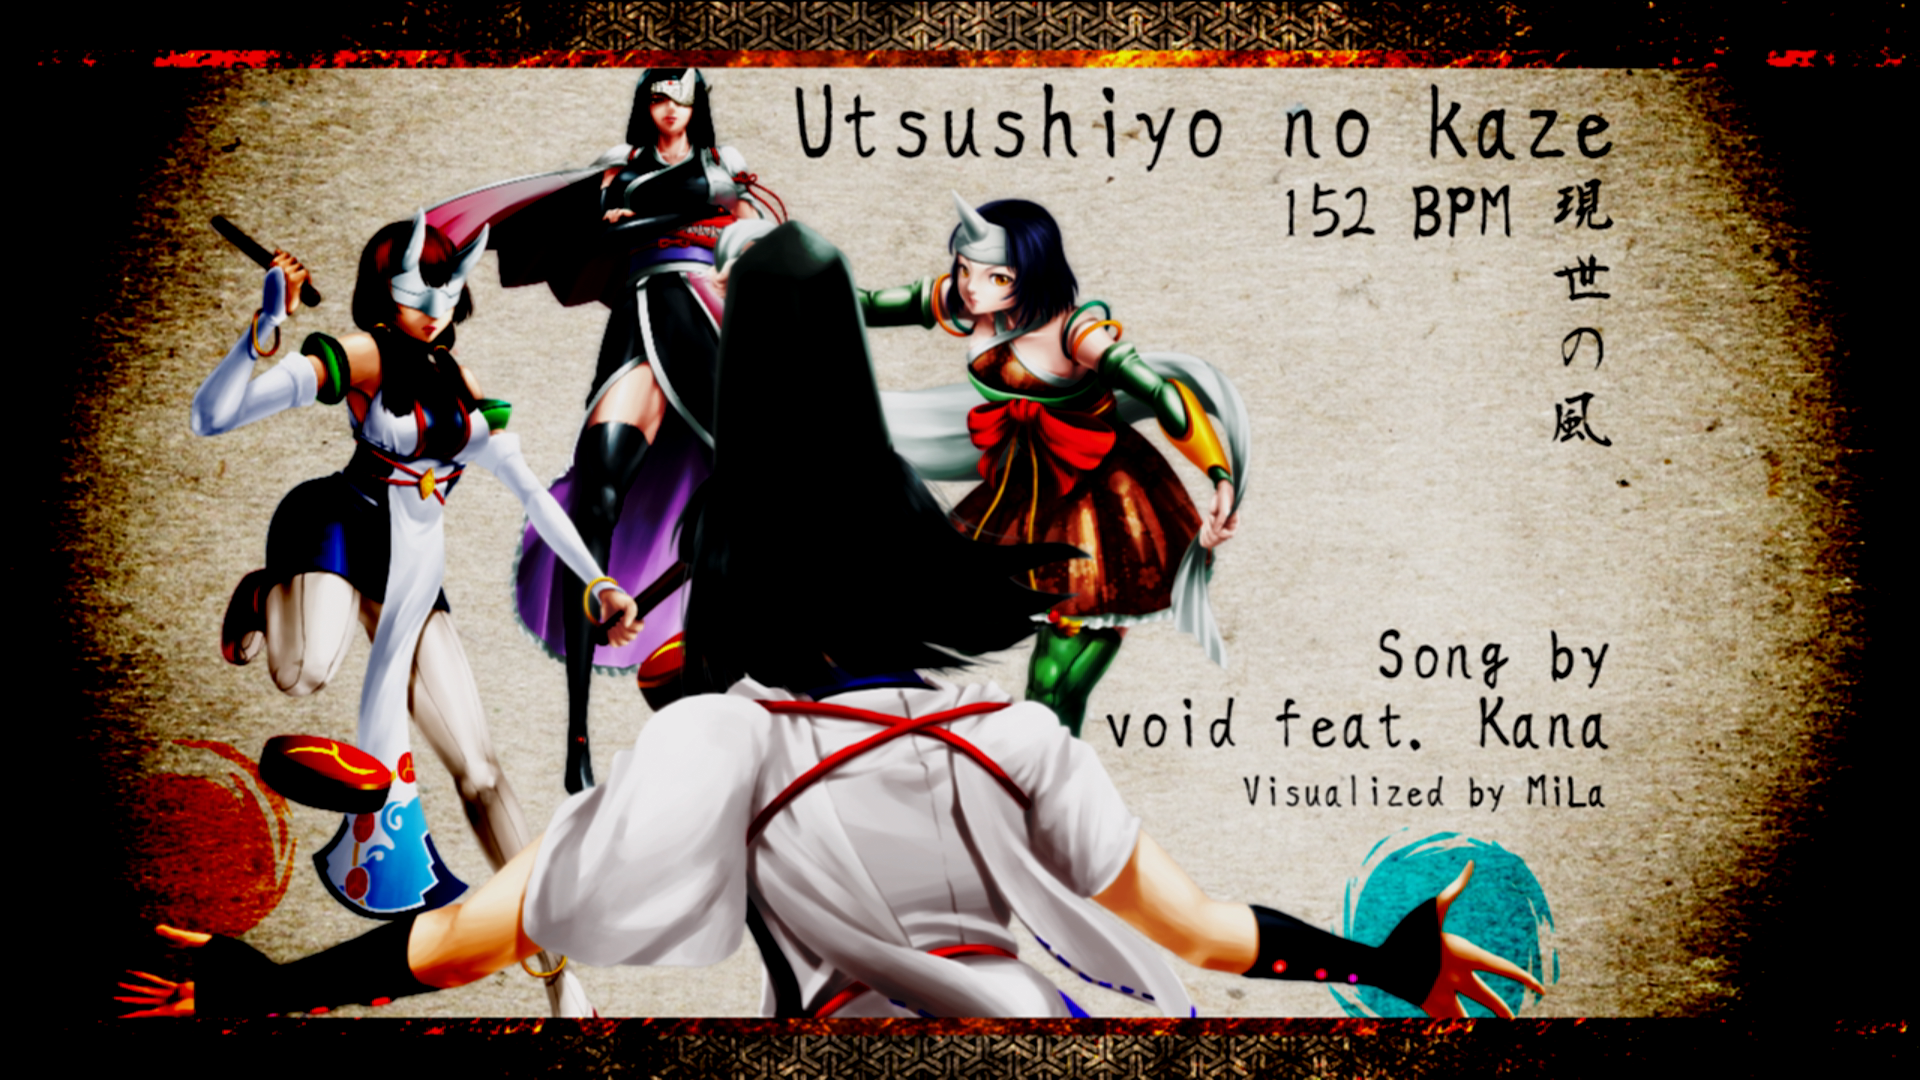 Utsushiyo no kaze
152 BPM
現世の風
Song by
void feat. Kana
Visualized by MiLa